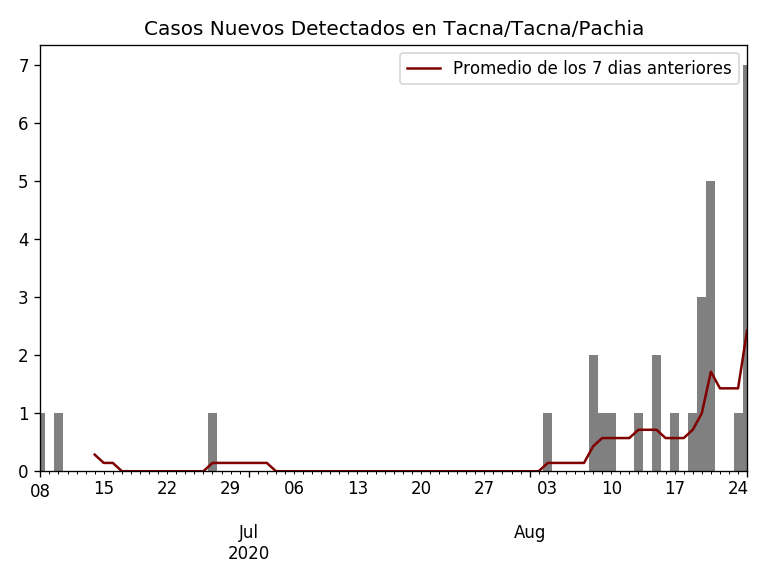 Casos Nuevos Detectados en Tacna/Tacna/Pachia
Promedio de los 7 dias anteriores
7
6
5
4
3
2
1
0
08 15 22 29 06 13 20 27 03 10 17 24
Jul Aug
2020